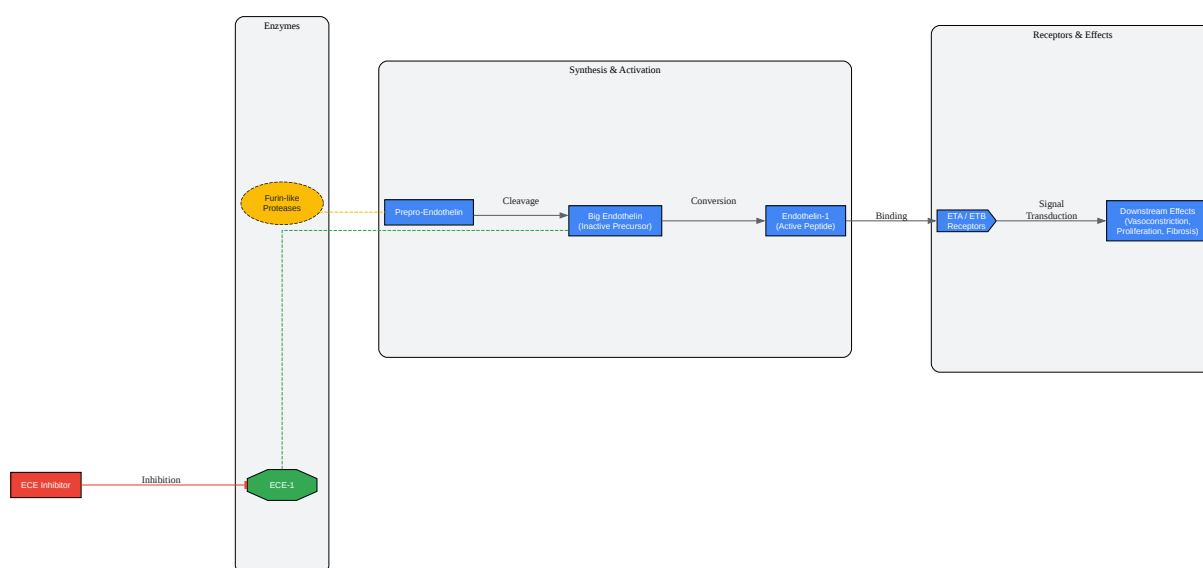 Enzymes
Receptors & Effects
Synthesis & Activation
Furin-like
Proteases
Prepro-Endothelin
Cleavage
Big Endothelin
(Inactive Precursor)
Conversion
Endothelin-1
(Active Peptide)
Binding
ETA / ETB
Receptors
Signal
Transduction
Downstream Effects
(Vasoconstriction,
Proliferation, Fibrosis)
ECE Inhibitor
Inhibition
ECE-1